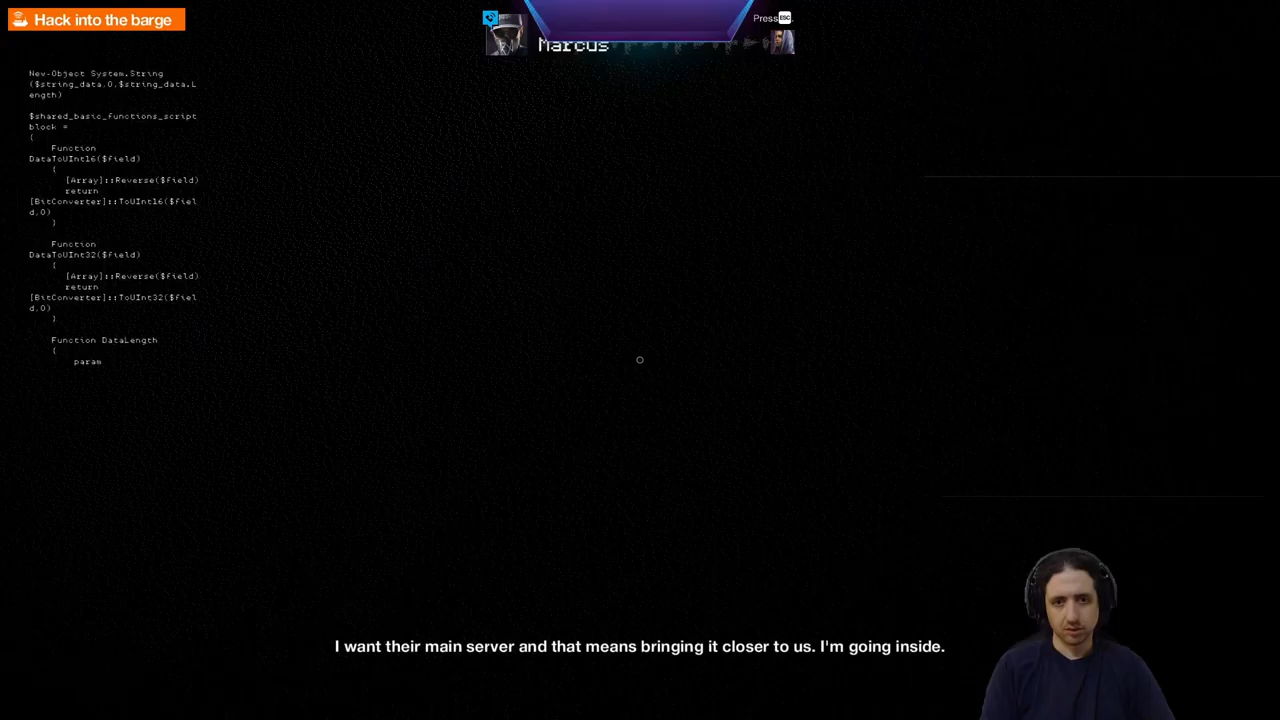 Hack into the barge
Press ESC
Marcus
New-Object System.String
($string_data,0,$string_data.L
ength)
$shared_basic_functions_script
block =
{
Function
DataToUInt16($field)
{
[Array]::Reverse($field)
return
[BitConverter]::ToUInt16($fiel
d,0)
}
Function
DataToUInt32($field)
{
[Array]::Reverse($field)
return
[BitConverter]::ToUInt32($fiel
d,0)
}
Function DataLength
{
param
I want their main server and that means bringing it closer to us. I'm going inside.